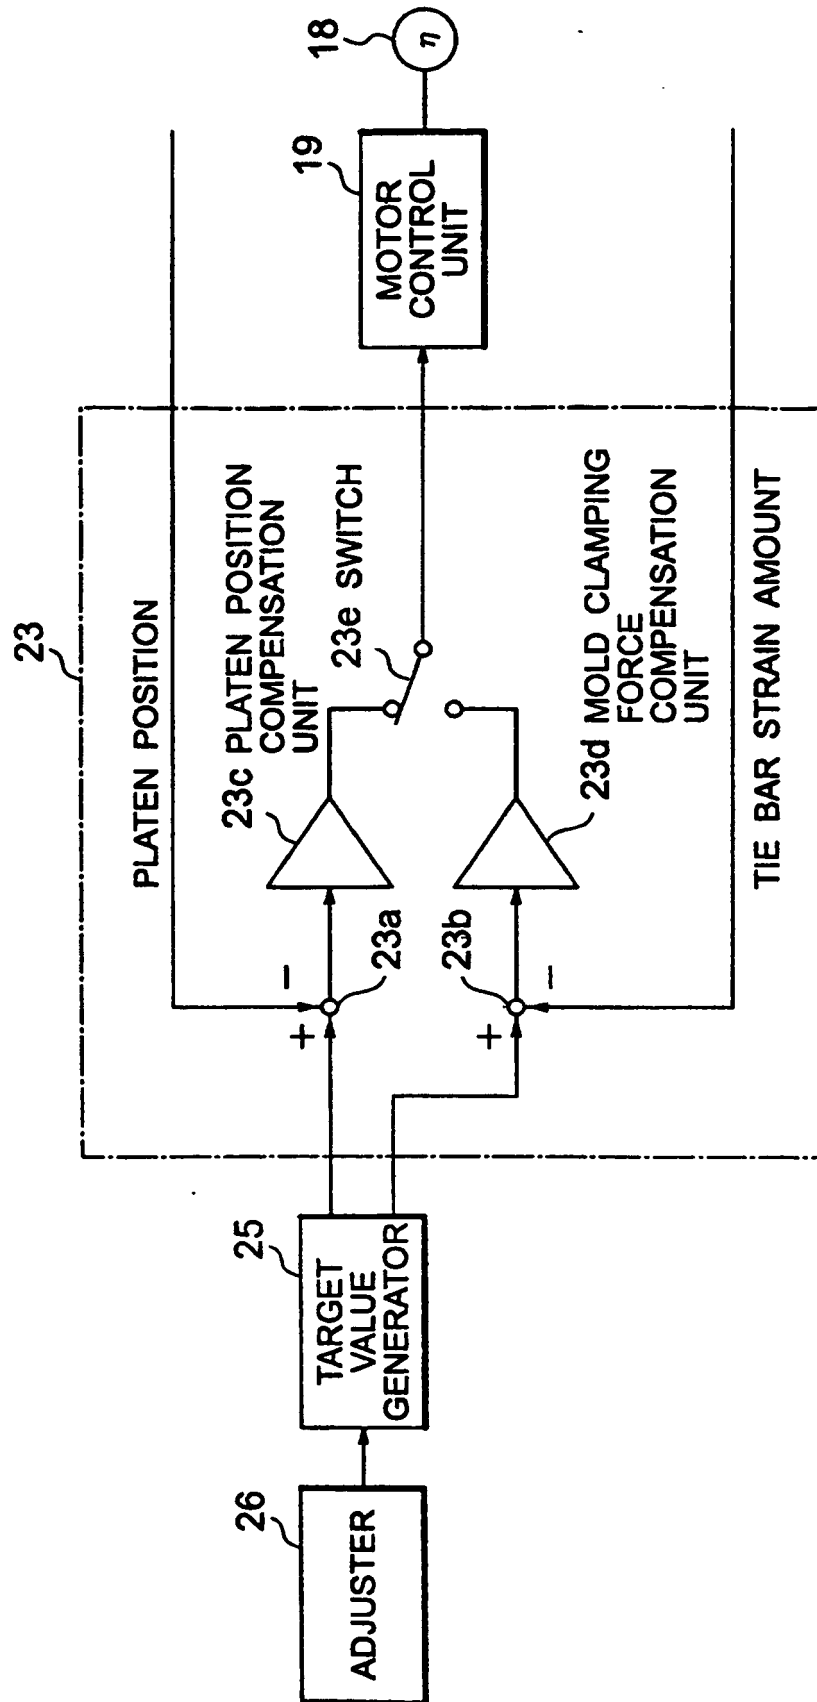 26
ADJUSTER
25
TARGET
VALUE
GENERATOR
23
PLATEN POSITION
+
−
23a
23c PLATEN POSITION
COMPENSATION
UNIT
23e SWITCH
+
−
23b
23d MOLD CLAMPING
FORCE
COMPENSATION
UNIT
TIE BAR STRAIN AMOUNT
19
MOTOR
CONTROL
UNIT
18
η